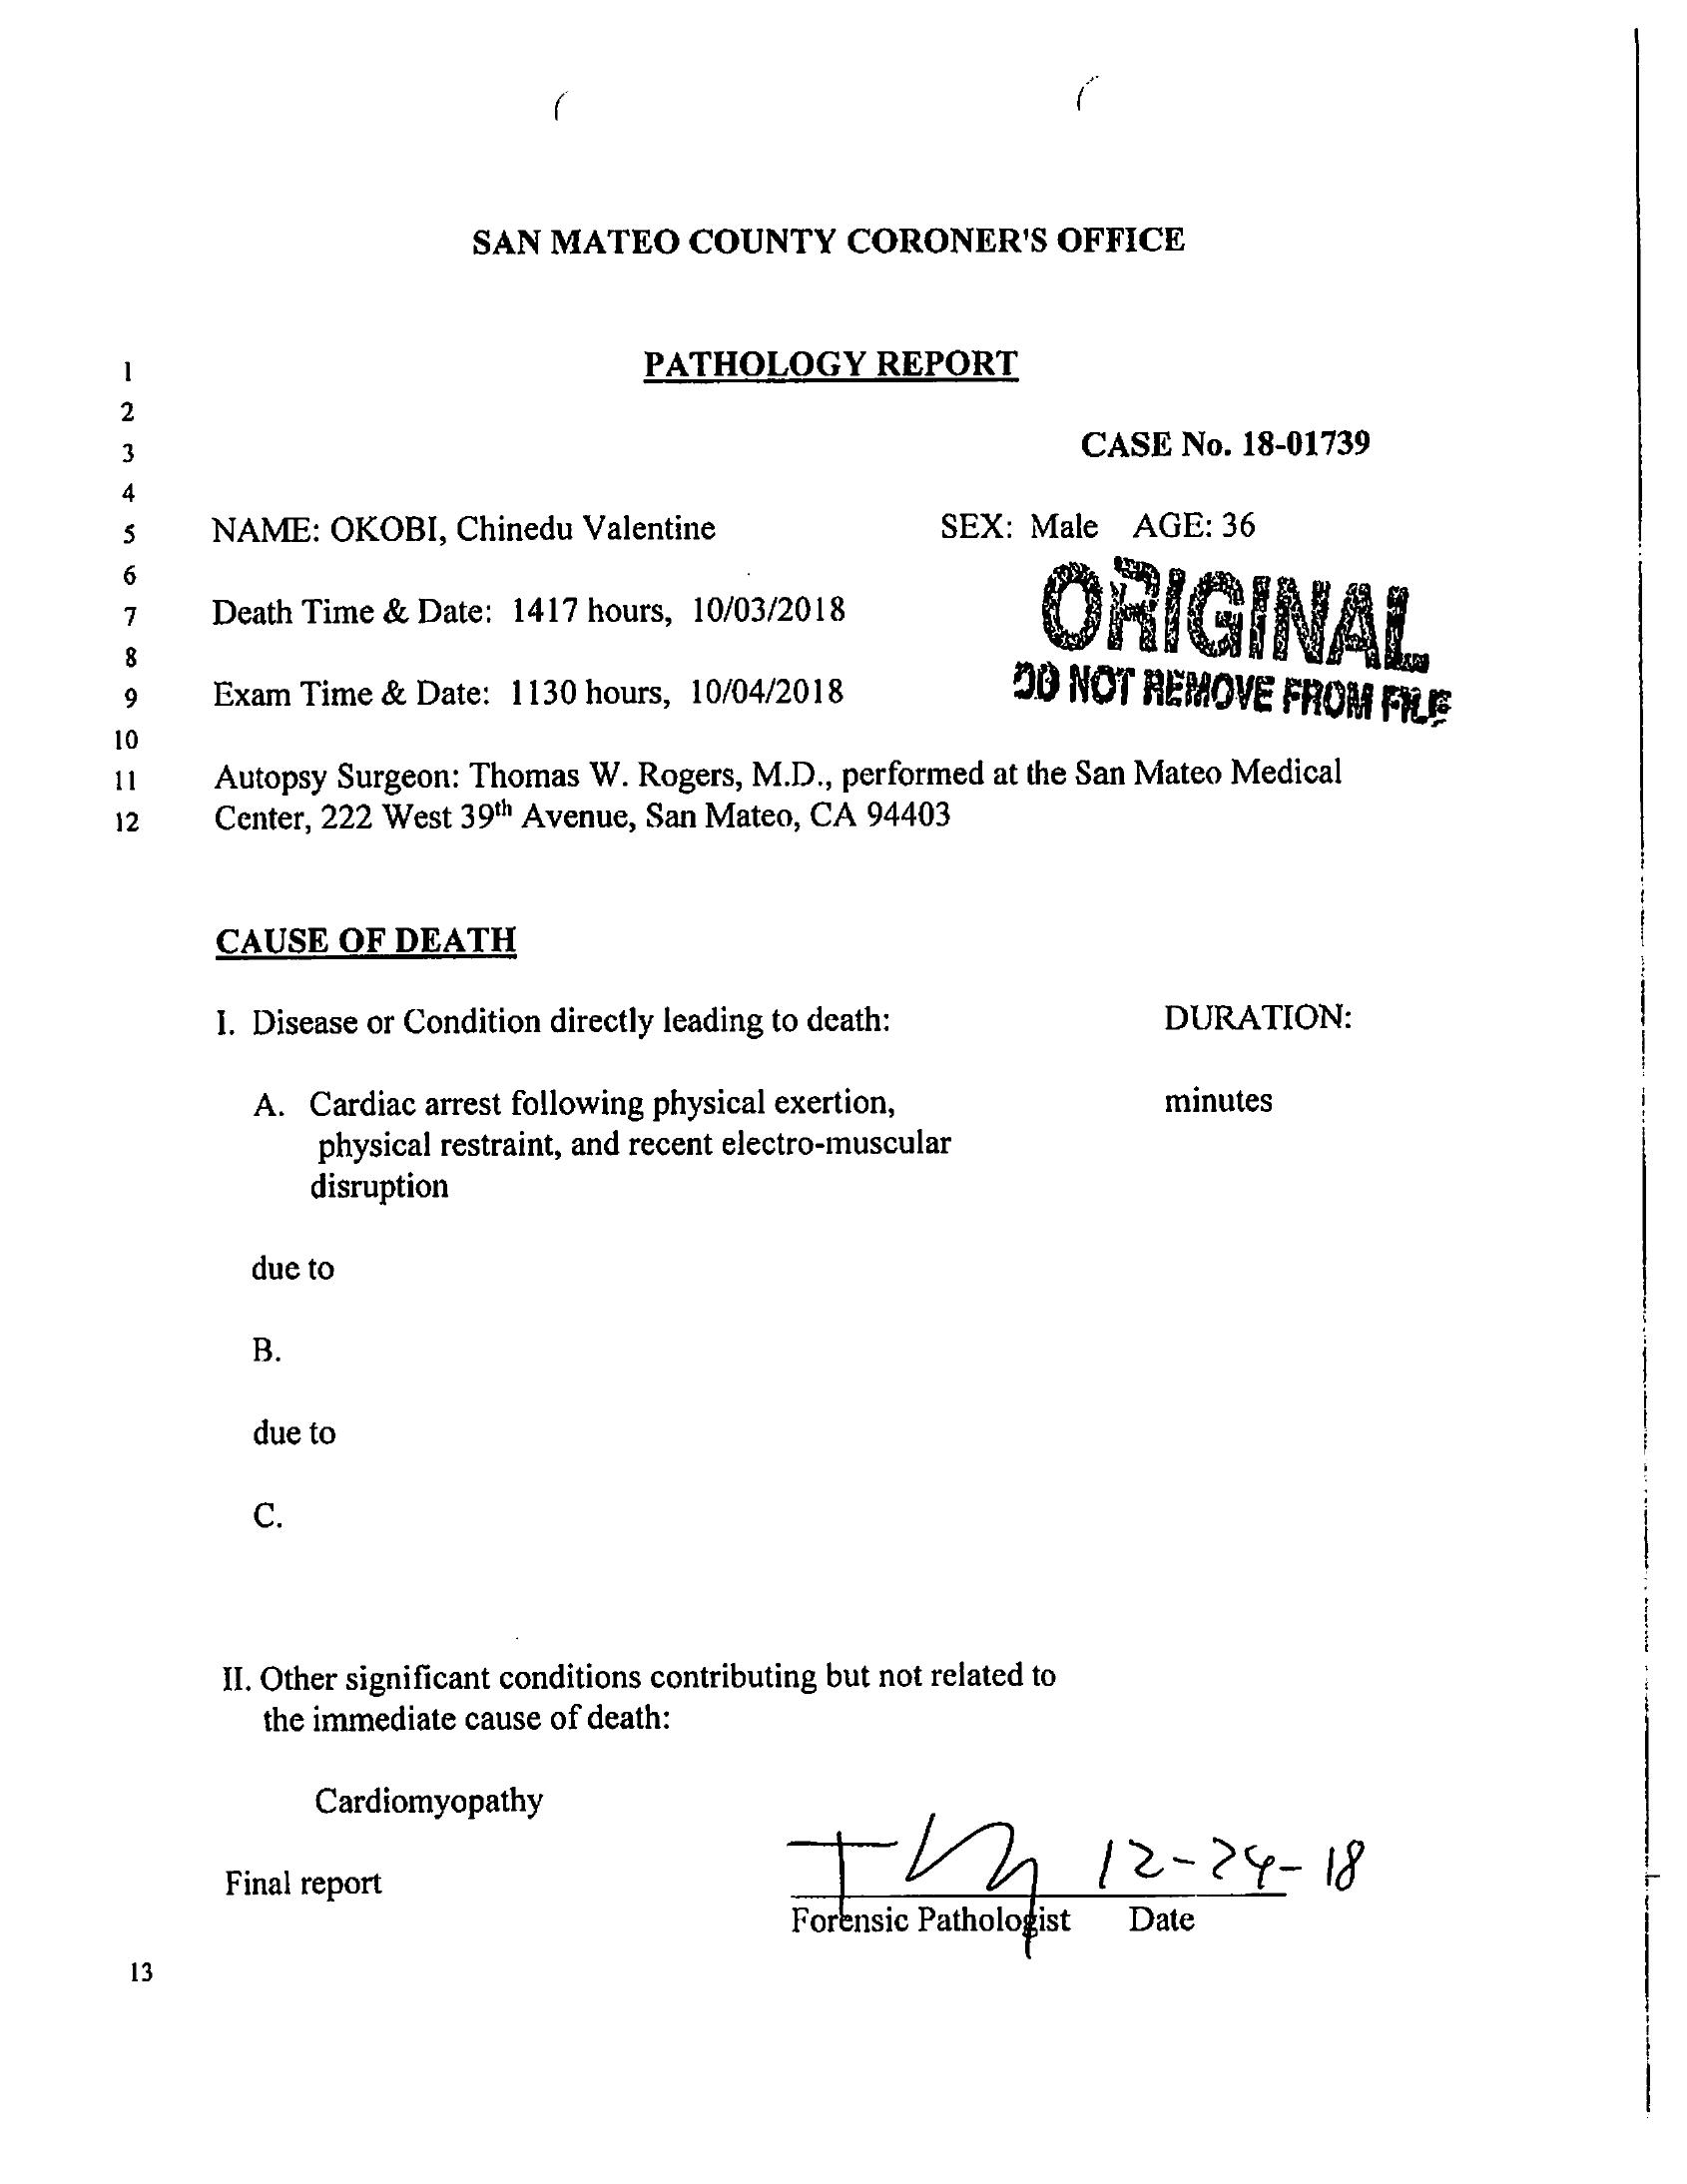 SAN MATEO COUNTY CORONER'S OFFICE
1 PATHOLOGY REPORT
2
3 CASE No. 18-01739
4
5 NAME: OKOBI, Chinedu Valentine SEX: Male AGE: 36
6
ORIGINAL
7 Death Time & Date: 1417 hours, 10/03/2018
8
DO NOT REMOVE FROM FILE
9 Exam Time & Date: 1130 hours, 10/04/2018
10
11 Autopsy Surgeon: Thomas W. Rogers, M.D., performed at the San Mateo Medical
12 Center, 222 West 39th Avenue, San Mateo, CA 94403
CAUSE OF DEATH
I. Disease or Condition directly leading to death: DURATION:
A. Cardiac arrest following physical exertion, minutes
physical restraint, and recent electro-muscular
disruption
due to
B.
due to
C.
II. Other significant conditions contributing but not related to
the immediate cause of death:
Cardiomyopathy
12-24-18
Final report
Forensic Pathologist Date
13